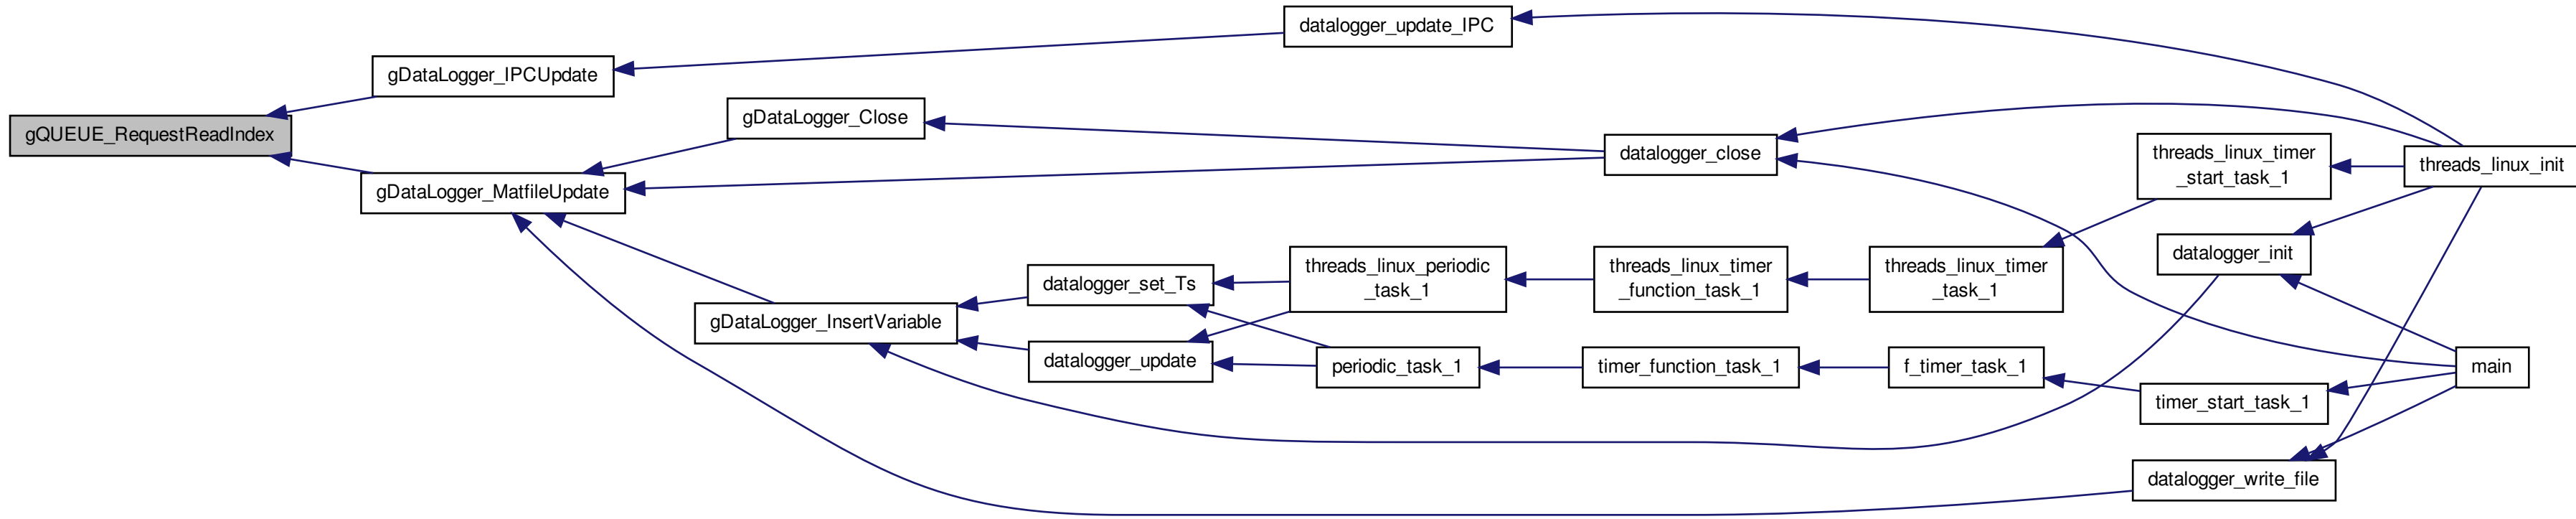 gQUEUE_RequestReadIndex
gDataLogger_IPCUpdate
gDataLogger_MatfileUpdate
datalogger_update_IPC
gDataLogger_Close
datalogger_close
gDataLogger_InsertVariable
datalogger_set_Ts
datalogger_update
threads_linux_periodic
_task_1
threads_linux_timer
_function_task_1
threads_linux_timer
_task_1
threads_linux_timer
_start_task_1
threads_linux_init
datalogger_init
periodic_task_1
timer_function_task_1
f_timer_task_1
timer_start_task_1
main
datalogger_write_file